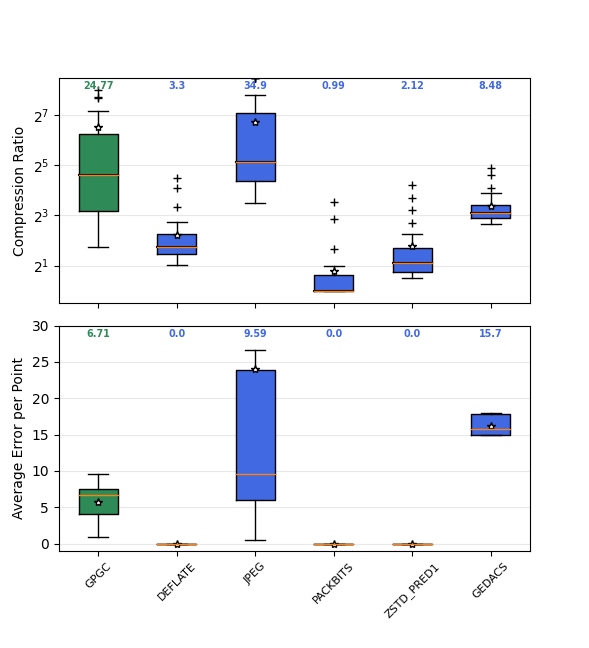 24.77 3.3 34.9 0.99 2.12 8.48
Compression Ratio
2^7
2^5
2^3
2^1
6.71 0.0 9.59 0.0 0.0 15.7
Average Error per Point
30
25
20
15
10
5
0
GPGC DEFLATE JPEG PACKBITS ZSTD_PRED1 GEDACS